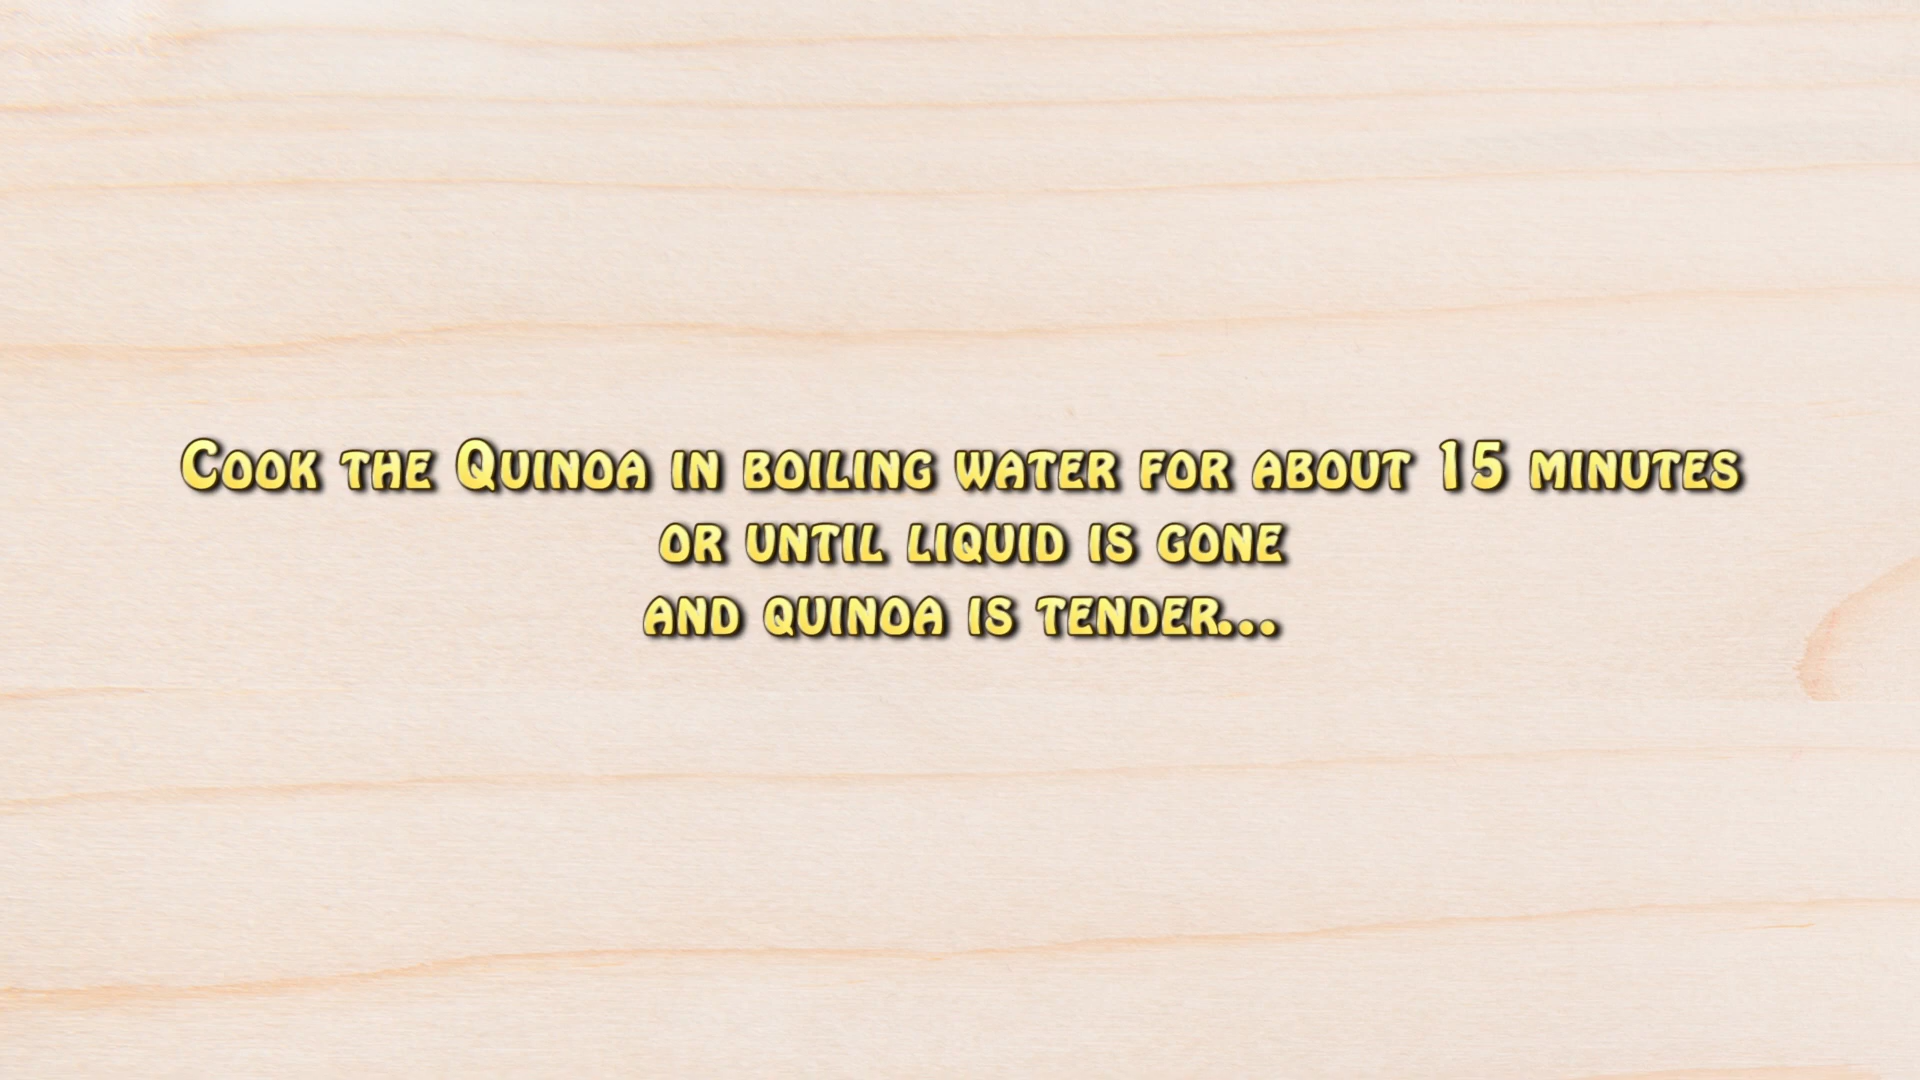 Cook the Quinoa in boiling water for about 15 minutes
or until liquid is gone
and quinoa is tender...